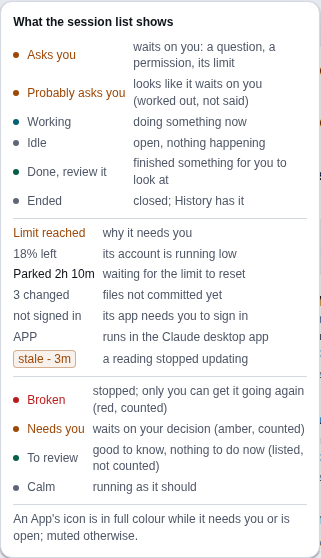 What the session list shows
Asks you waits on you: a question, a
permission, its limit
Probably asks you looks like it waits on you
(worked out, not said)
Working doing something now
Idle open, nothing happening
Done, review it finished something for you to
look at
Ended closed; History has it
Limit reached why it needs you
18% left its account is running low
Parked 2h 10m waiting for the limit to reset
3 changed files not committed yet
not signed in its app needs you to sign in
APP runs in the Claude desktop app
stale - 3m a reading stopped updating
Broken stopped; only you can get it going again
(red, counted)
Needs you waits on your decision (amber, counted)
To review good to know, nothing to do now (listed,
not counted)
Calm running as it should
An App's icon is in full colour while it needs you or is
open; muted otherwise.